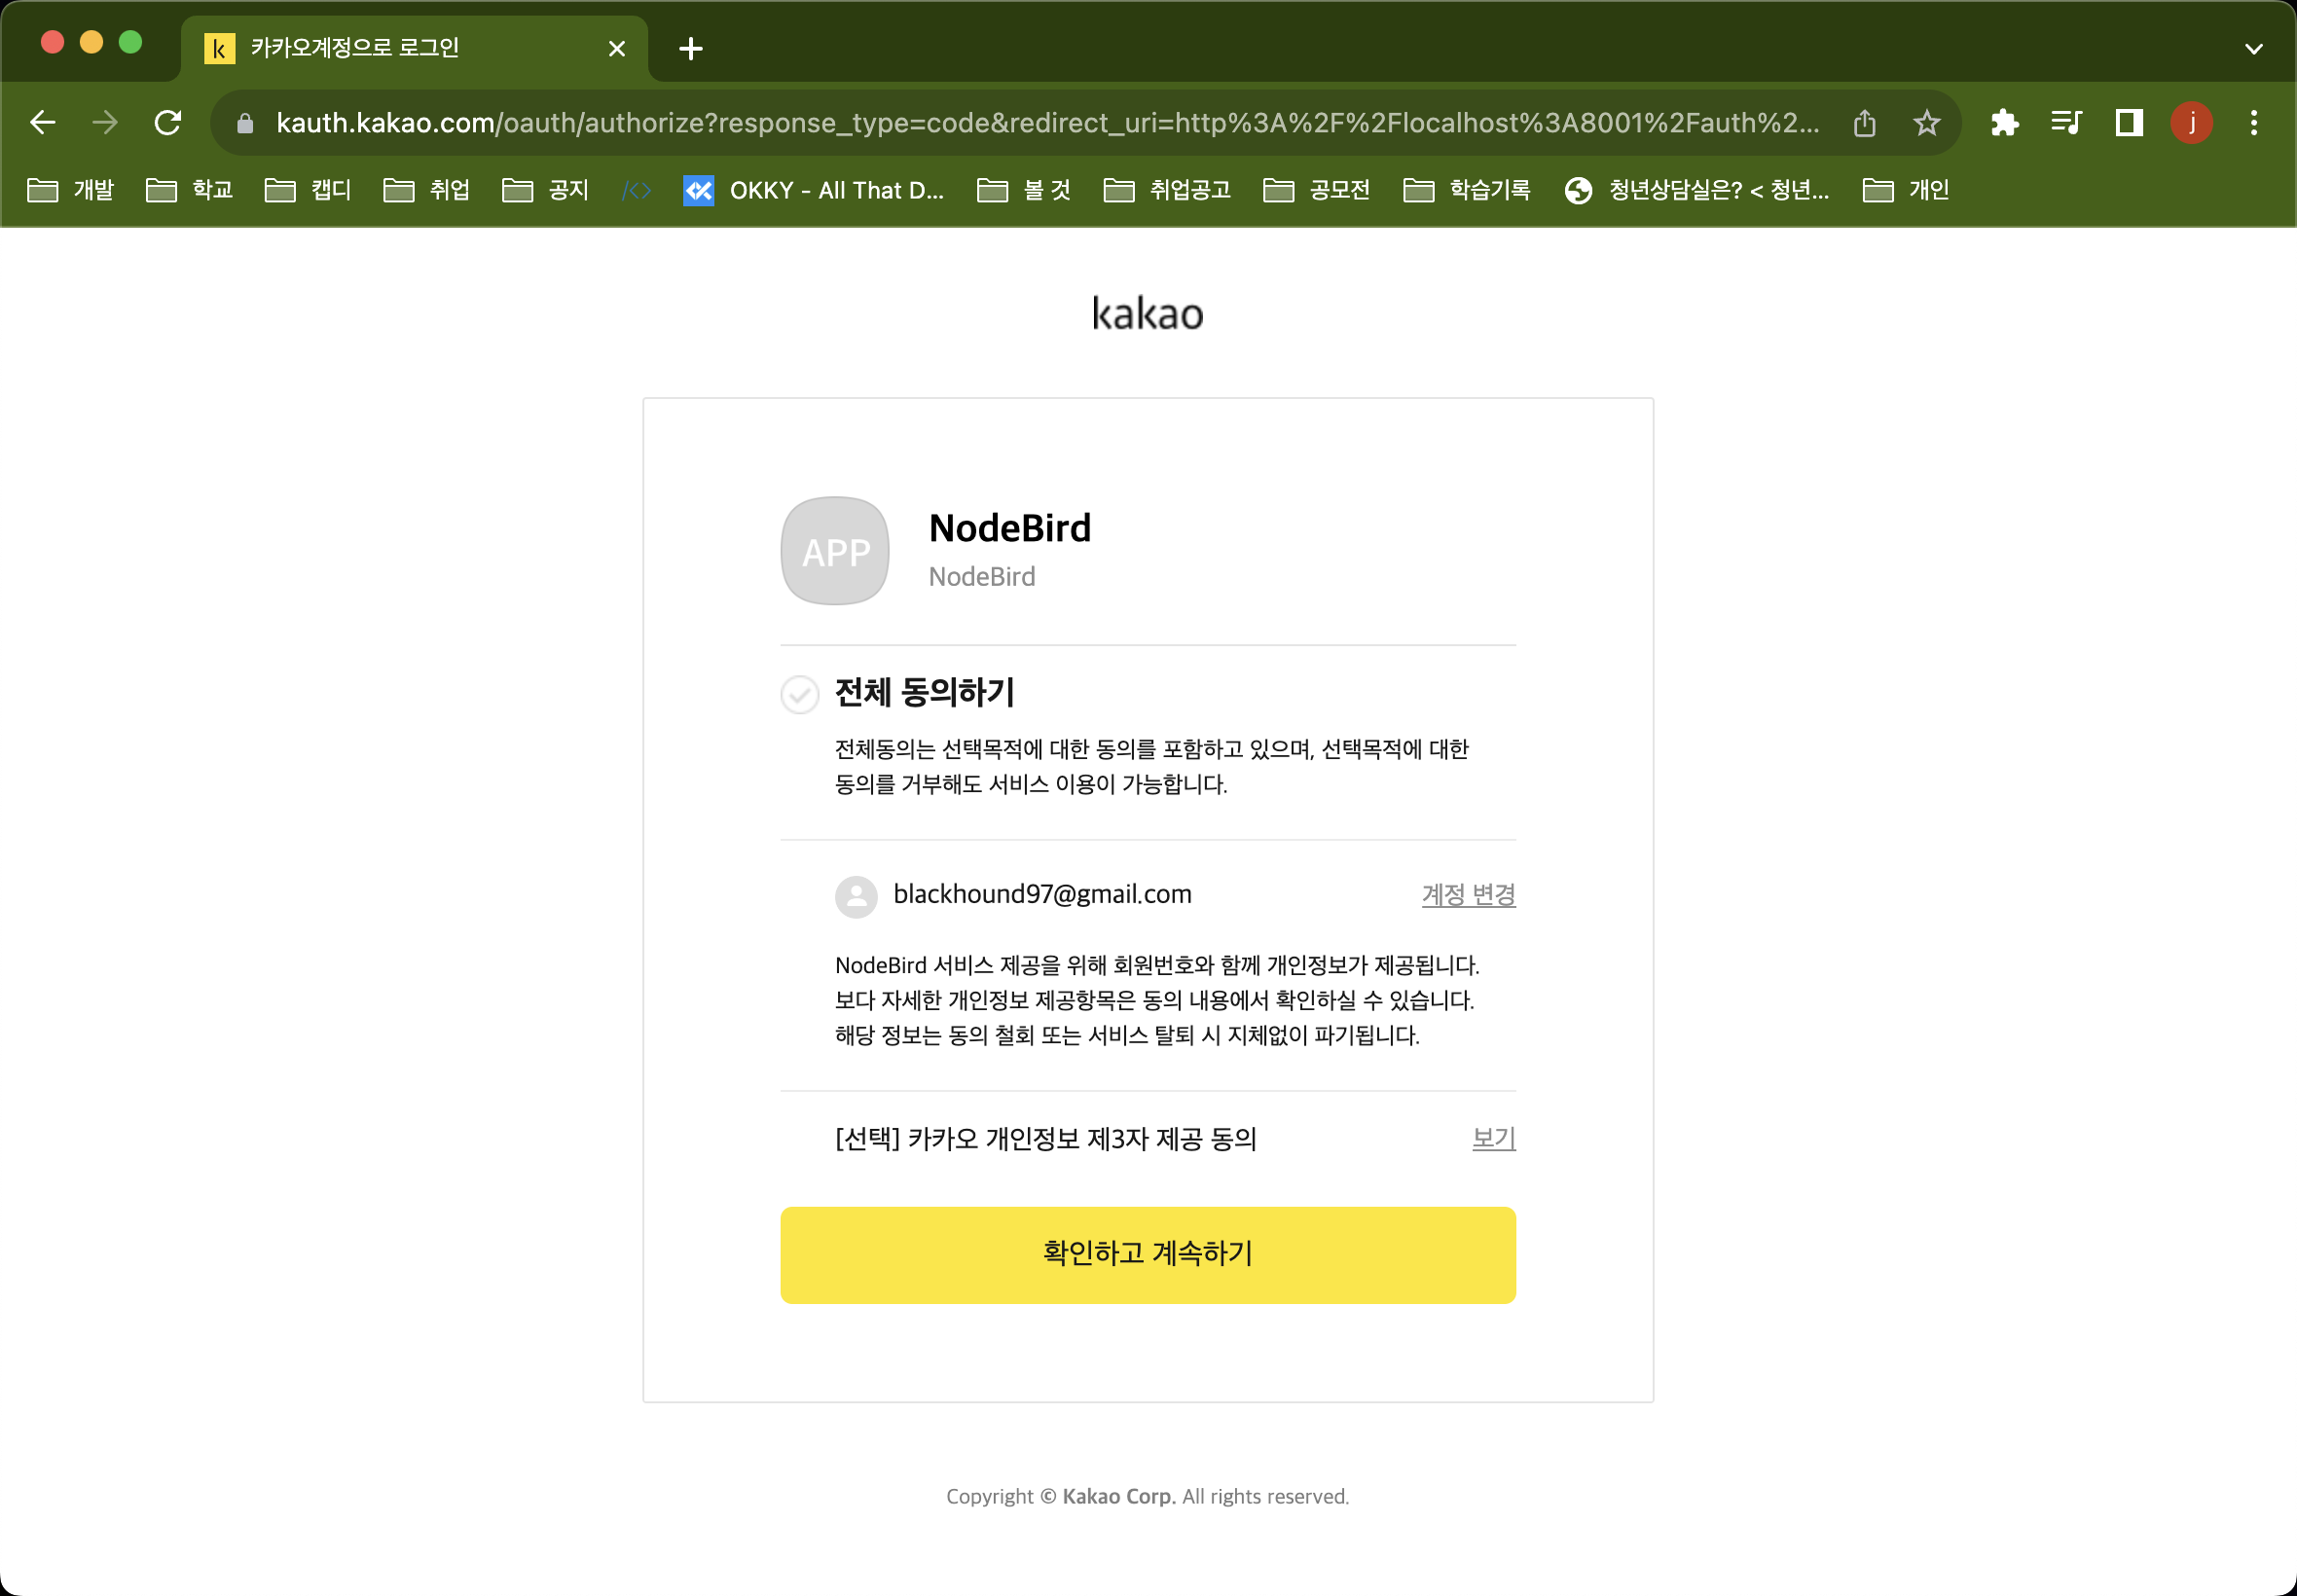 k 카카오계정으로 로그인
kauth.kakao.com/oauth/authorize?response_type=code&redirect_uri=http%3A%2F%2Flocalhost%3A8001%2Fauth%2...
j
개발 학교 캡디 취업 공지 </> OKKY - All That D... 볼 것 취업공고 공모전 학습기록 청년상담실은? < 청년... 개인
kakao
APP
NodeBird
NodeBird
전체 동의하기
전체동의는 선택목적에 대한 동의를 포함하고 있으며, 선택목적에 대한
동의를 거부해도 서비스 이용이 가능합니다.
blackhound97@gmail.com 계정 변경
NodeBird 서비스 제공을 위해 회원번호와 함께 개인정보가 제공됩니다.
보다 자세한 개인정보 제공항목은 동의 내용에서 확인하실 수 있습니다.
해당 정보는 동의 철회 또는 서비스 탈퇴 시 지체없이 파기됩니다.
[선택] 카카오 개인정보 제3자 제공 동의 보기
확인하고 계속하기
Copyright © Kakao Corp. All rights reserved.